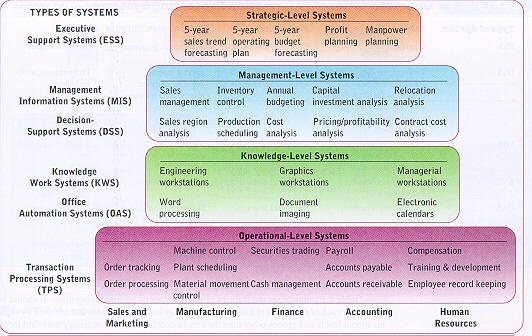 TYPES OF SYSTEMS
Strategic-Level Systems
Executive
Support Systems (ESS)
5-year 5-year 5-year Profit Manpower
sales trend operating budget planning planning
forecasting plan forecasting
Management-Level Systems
Management
Information Systems (MIS)
Sales Inventory Annual Capital Relocation
management control budgeting investment analysis analysis
Decision-
Support Systems (DSS)
Sales region Production Cost Pricing/profitability Contract cost
analysis scheduling analysis analysis analysis
Knowledge-Level Systems
Knowledge
Work Systems (KWS)
Engineering Graphics Managerial
workstations workstations workstations
Office
Automation Systems (OAS)
Word Document Electronic
processing imaging calendars
Operational-Level Systems
Transaction
Processing Systems
(TPS)
Machine control Securities trading Payroll Compensation
Order tracking Plant scheduling Accounts payable Training & development
Order processing Material movement Cash management Accounts receivable Employee record keeping
control
Sales and Manufacturing Finance Accounting Human
Marketing Resources